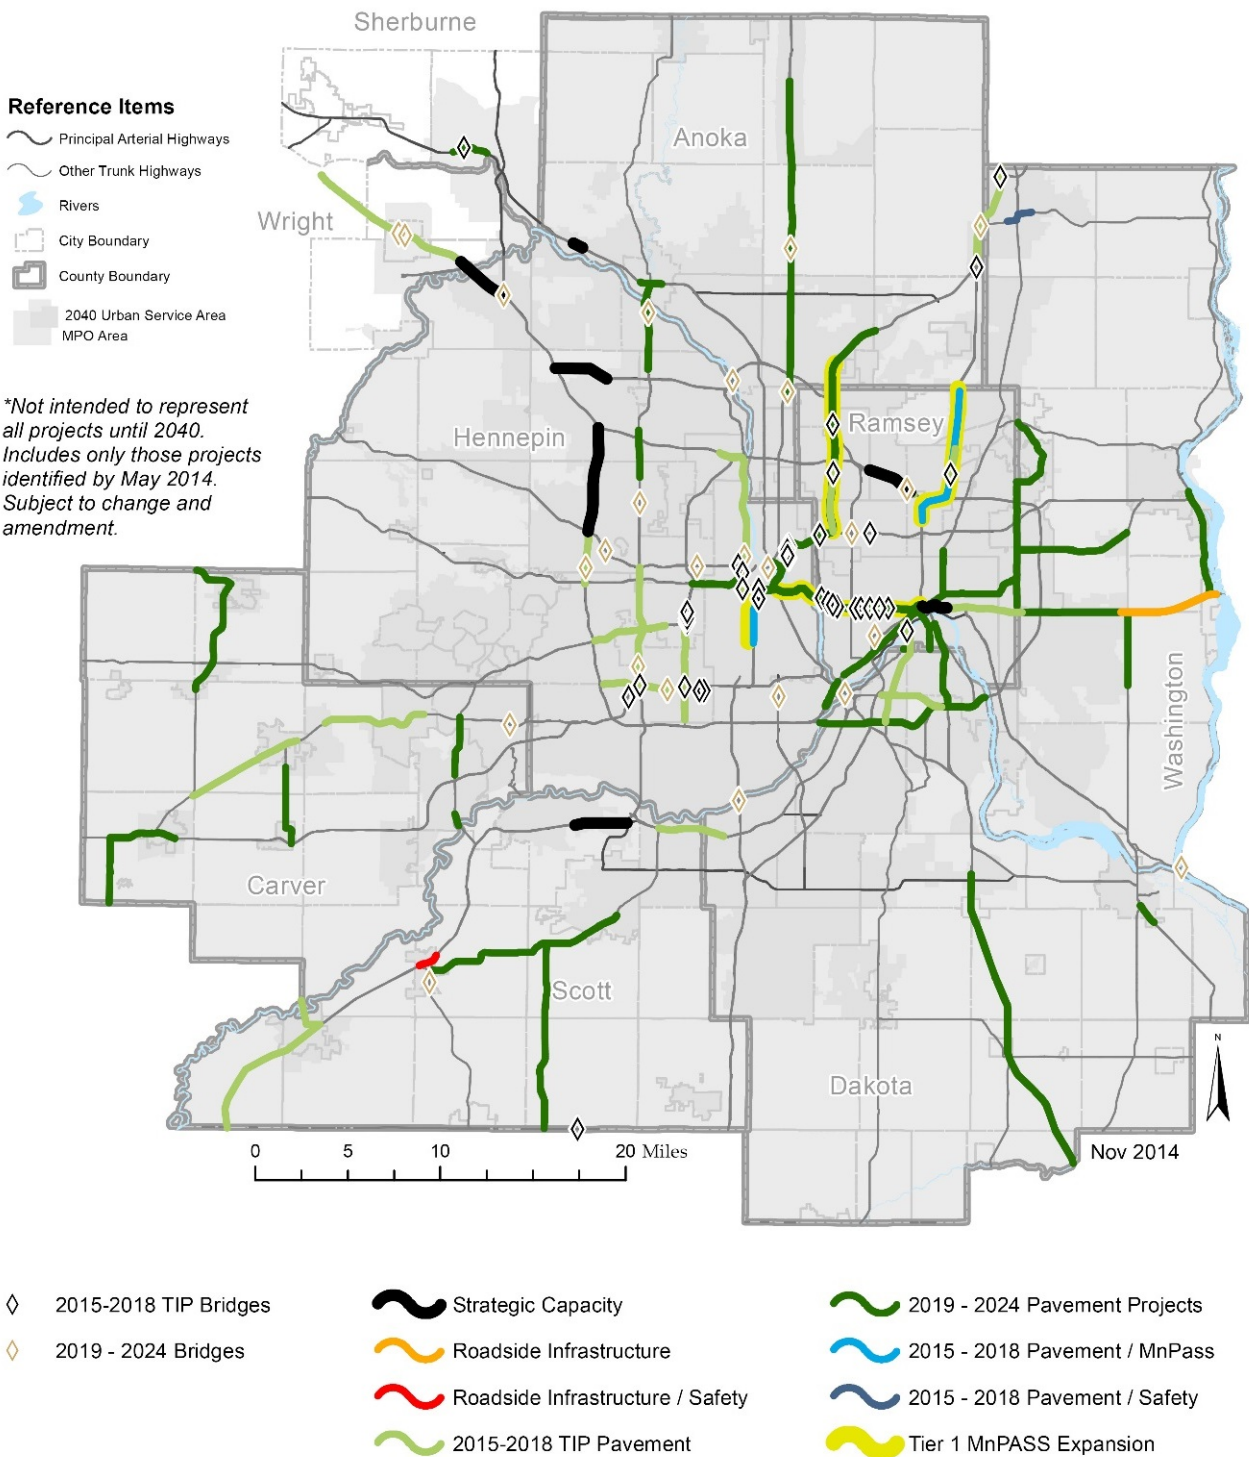 Sherburne
Reference Items
Principal Arterial Highways
Other Trunk Highways
Rivers
City Boundary
County Boundary
2040 Urban Service Area
MPO Area
Anoka
Wright
*Not intended to represent
all projects until 2040.
Includes only those projects
identified by May 2014.
Subject to change and
amendment.
Hennepin
Ramsey
Washington
Carver
Scott
Dakota
N
Nov 2014
0 5 10 20 Miles
2015-2018 TIP Bridges
2019 - 2024 Bridges
Strategic Capacity
Roadside Infrastructure
Roadside Infrastructure / Safety
2015-2018 TIP Pavement
2019 - 2024 Pavement Projects
2015 - 2018 Pavement / MnPass
2015 - 2018 Pavement / Safety
Tier 1 MnPASS Expansion